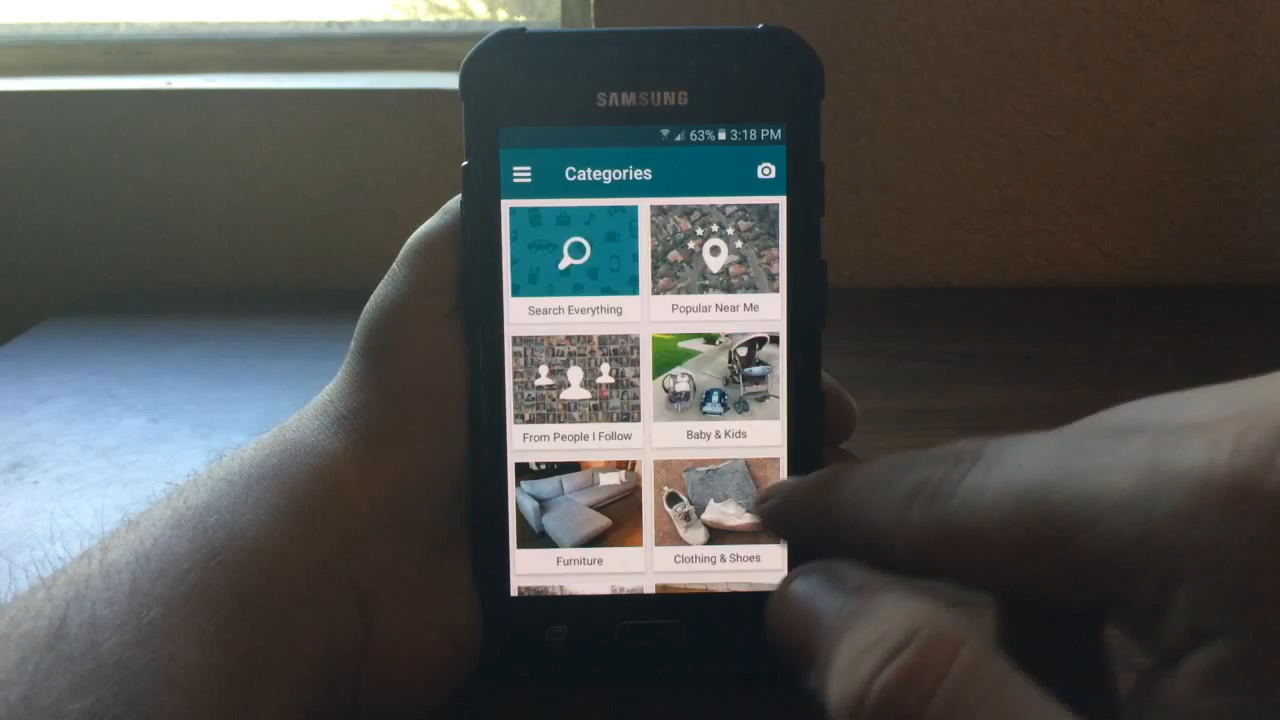 SAMSUNG
63% 3:18 PM
Categories
Search Everything
Popular Near Me
From People I Follow
Baby & Kids
Furniture
Clothing & Shoes